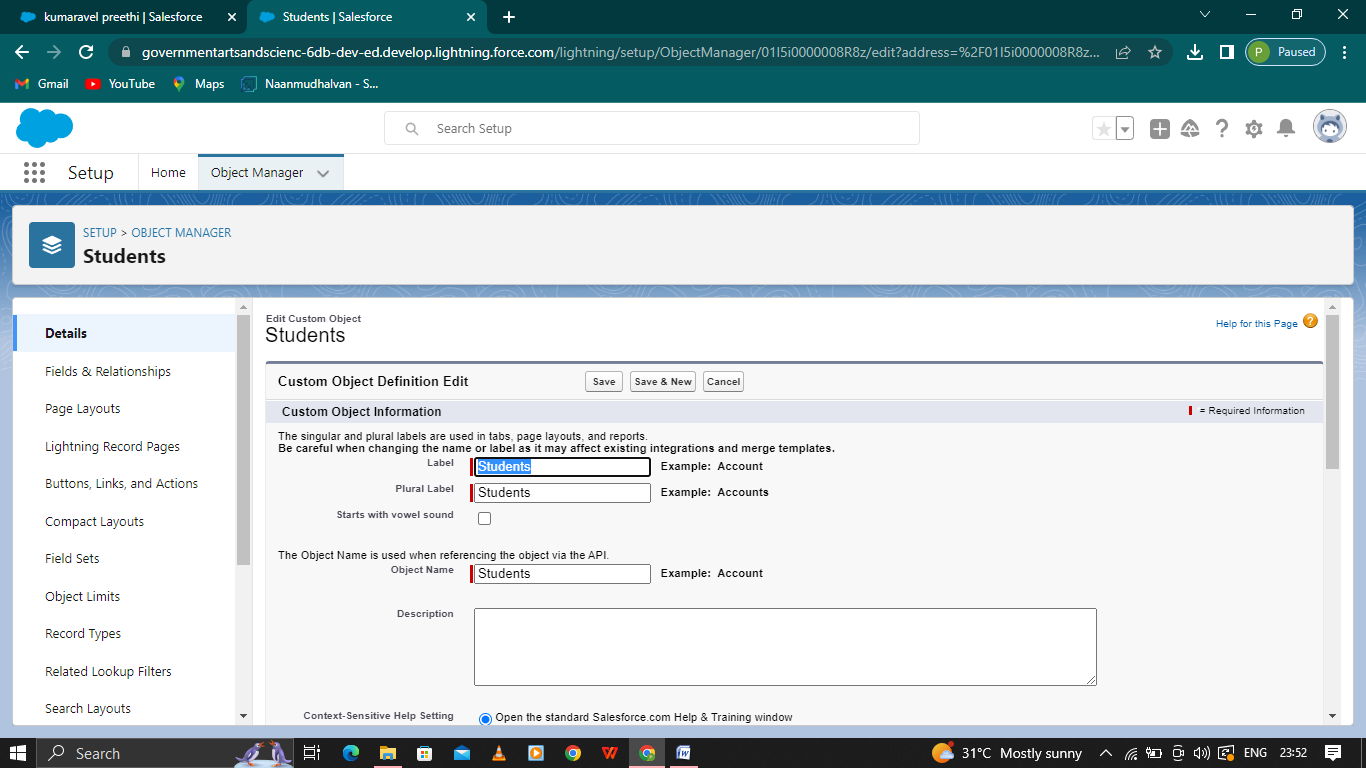 kumaravel preethi | Salesforce
Students | Salesforce
governmentartsandscienc-6db-dev-ed.develop.lightning.force.com/lightning/setup/ObjectManager/01I5i0000008R8z/edit?address=%2F01I5i0000008R8z...
P Paused
Gmail YouTube Maps Naanmudhalvan - S...
Search Setup
Setup Home Object Manager
SETUP > OBJECT MANAGER
Students
Details
Fields & Relationships
Page Layouts
Lightning Record Pages
Buttons, Links, and Actions
Compact Layouts
Field Sets
Object Limits
Record Types
Related Lookup Filters
Search Layouts
Edit Custom Object
Students
Help for this Page ?
Custom Object Definition Edit Save Save & New Cancel
Custom Object Information = Required Information
The singular and plural labels are used in tabs, page layouts, and reports.
Be careful when changing the name or label as it may affect existing integrations and merge templates.
Label Students Example: Account
Plural Label Students Example: Accounts
Starts with vowel sound
The Object Name is used when referencing the object via the API.
Object Name Students Example: Account
Description
Context-Sensitive Help Setting Open the standard Salesforce.com Help & Training window
Search 31°C Mostly sunny ENG 23:52